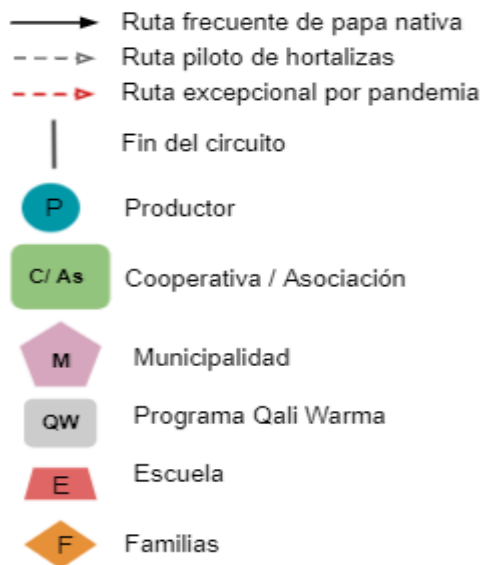 Ruta frecuente de papa nativa
Ruta piloto de hortalizas
Ruta excepcional por pandemia
Fin del circuito
P Productor
C/ As Cooperativa / Asociación
M Municipalidad
QW Programa Qali Warma
E Escuela
F Familias